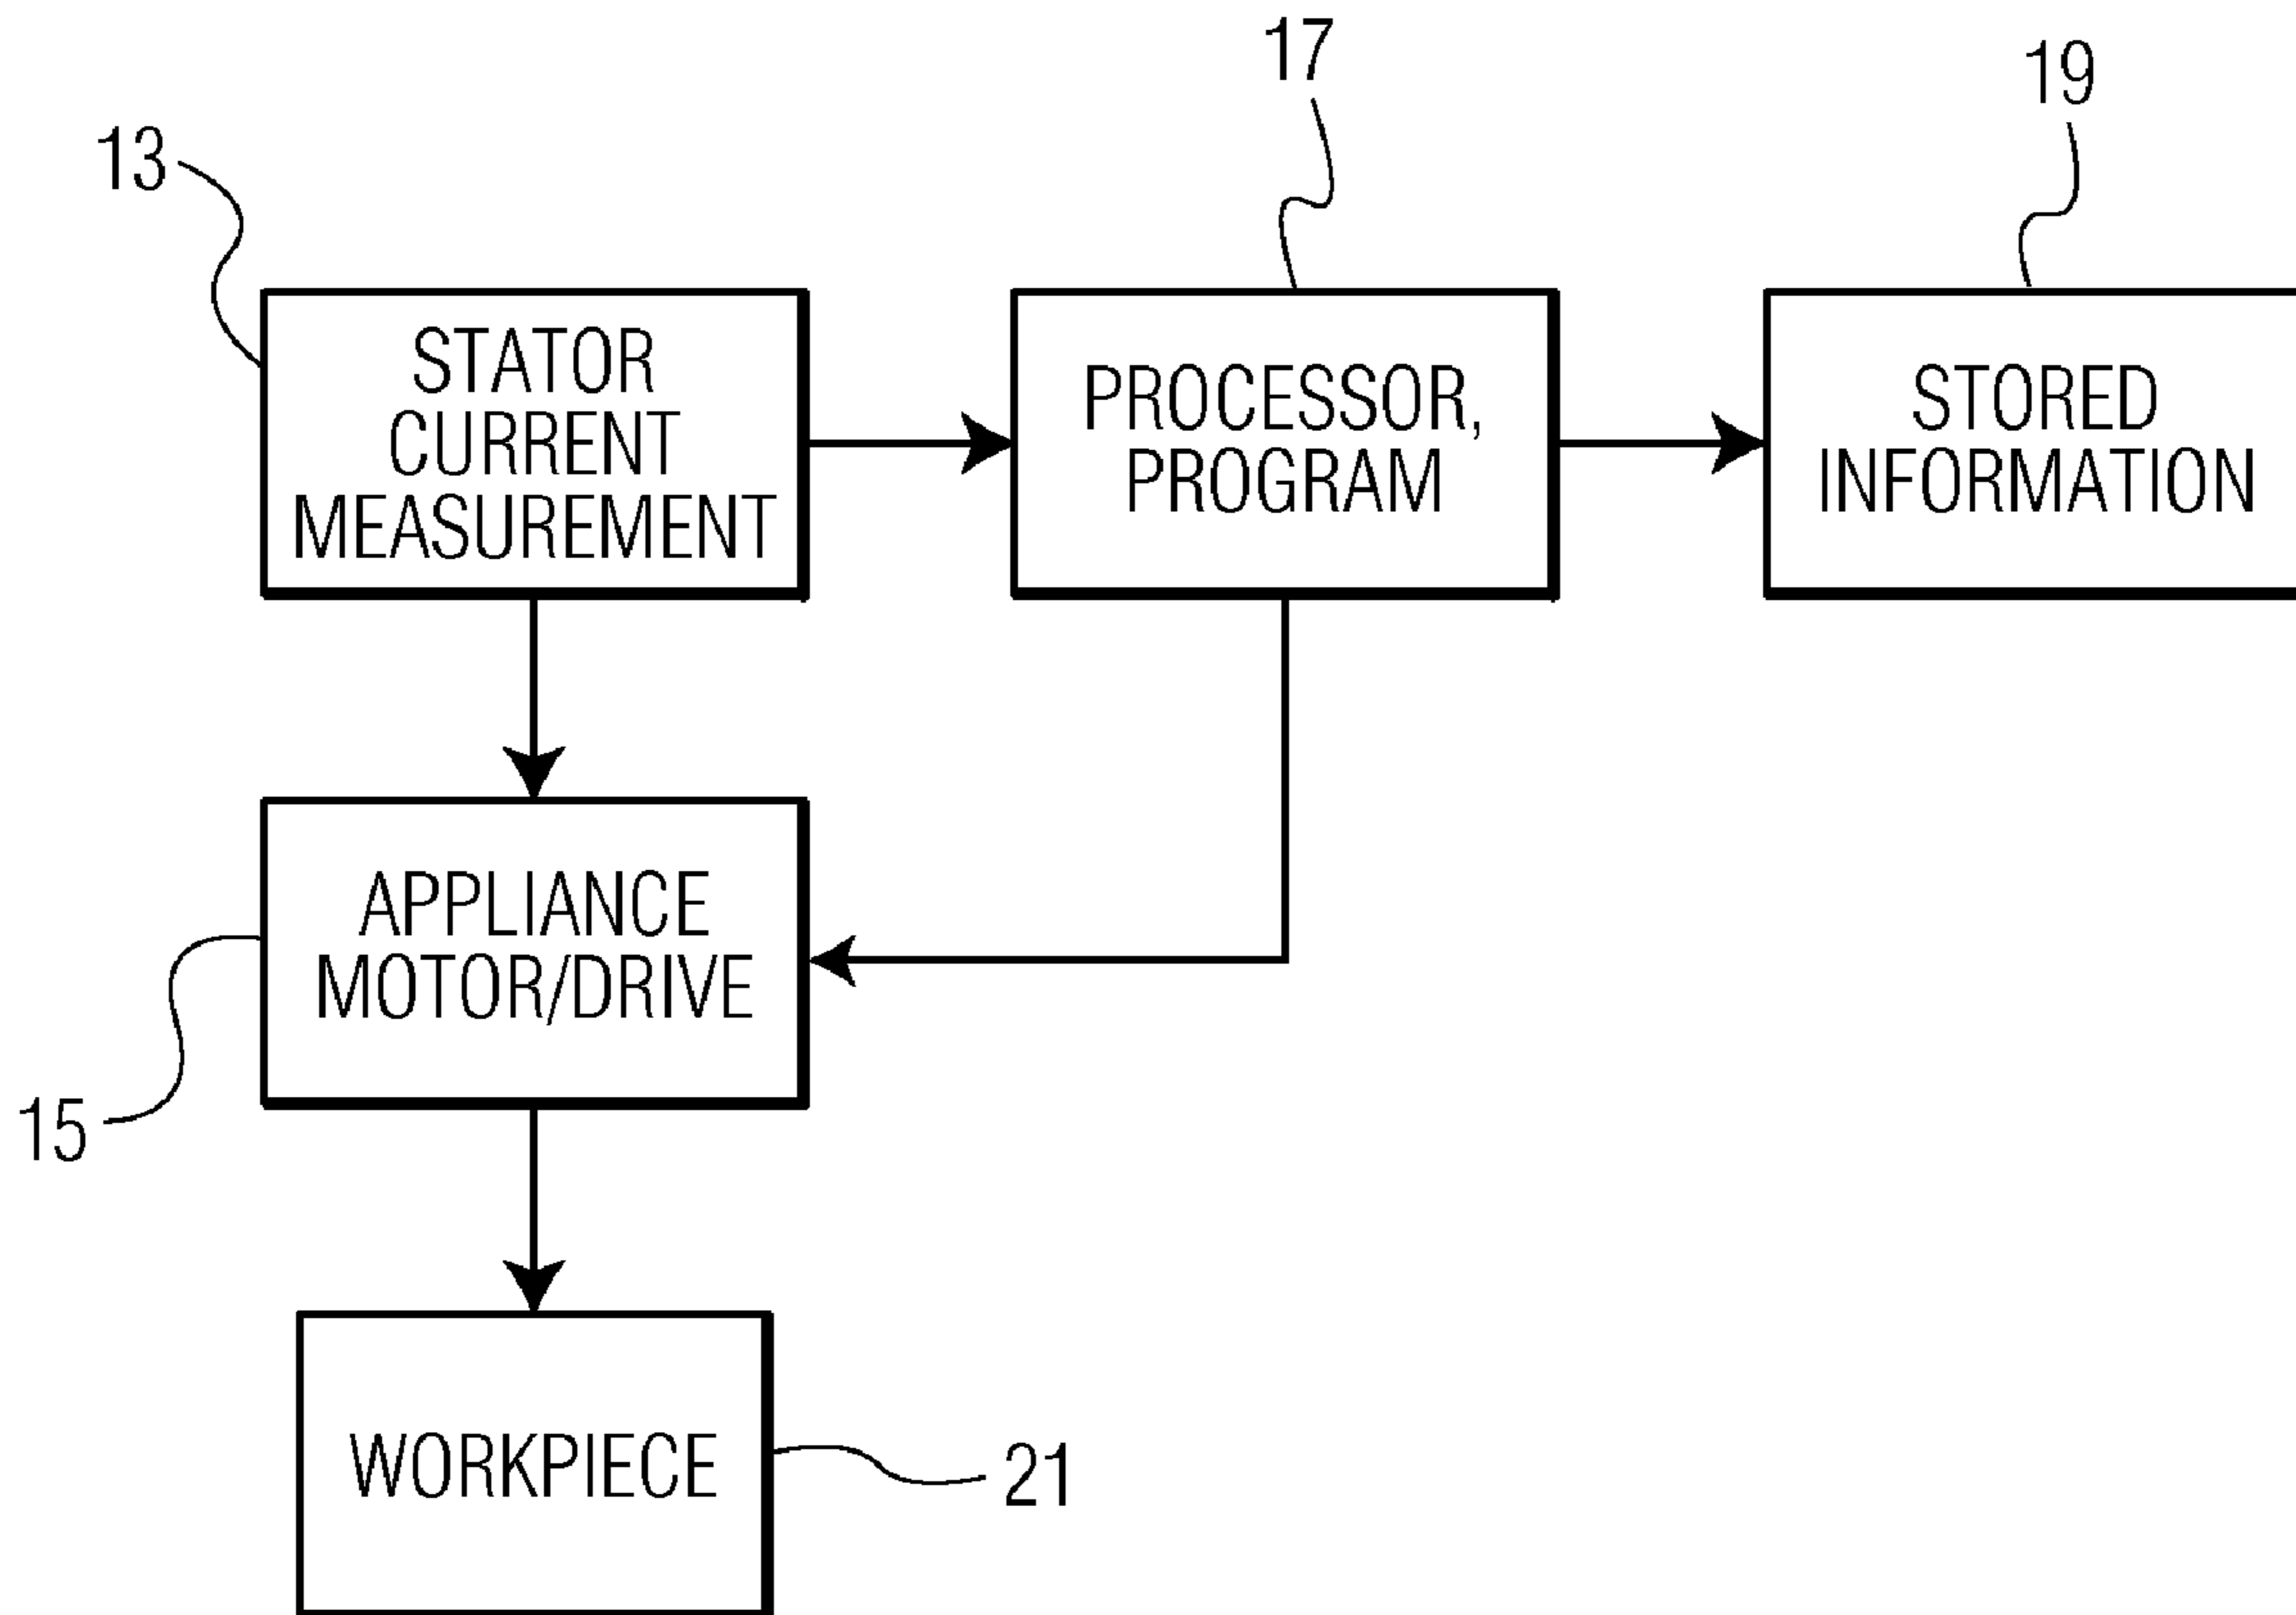 17
19
13
STATOR
CURRENT
MEASUREMENT
PROCESSOR,
PROGRAM
STORED
INFORMATION
APPLIANCE
MOTOR/DRIVE
15
WORKPIECE
21